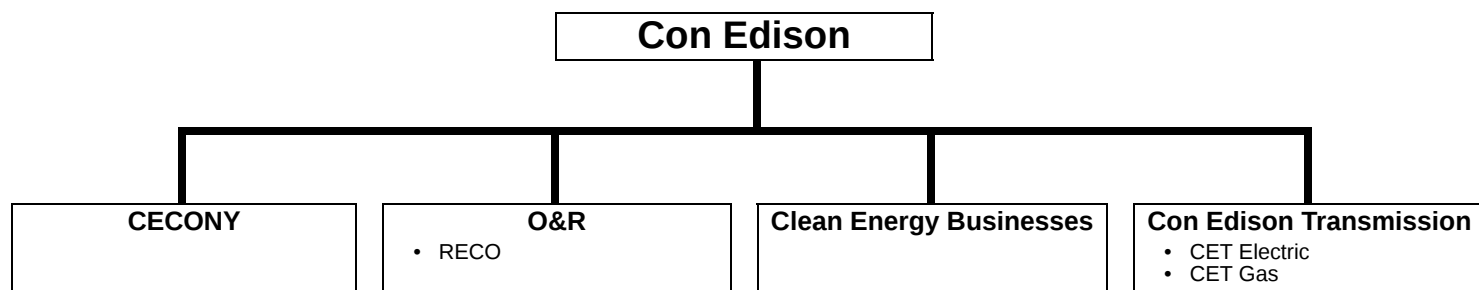 Con Edison
CECONY
O&R
• RECO
Clean Energy Businesses
Con Edison Transmission
• CET Electric
• CET Gas